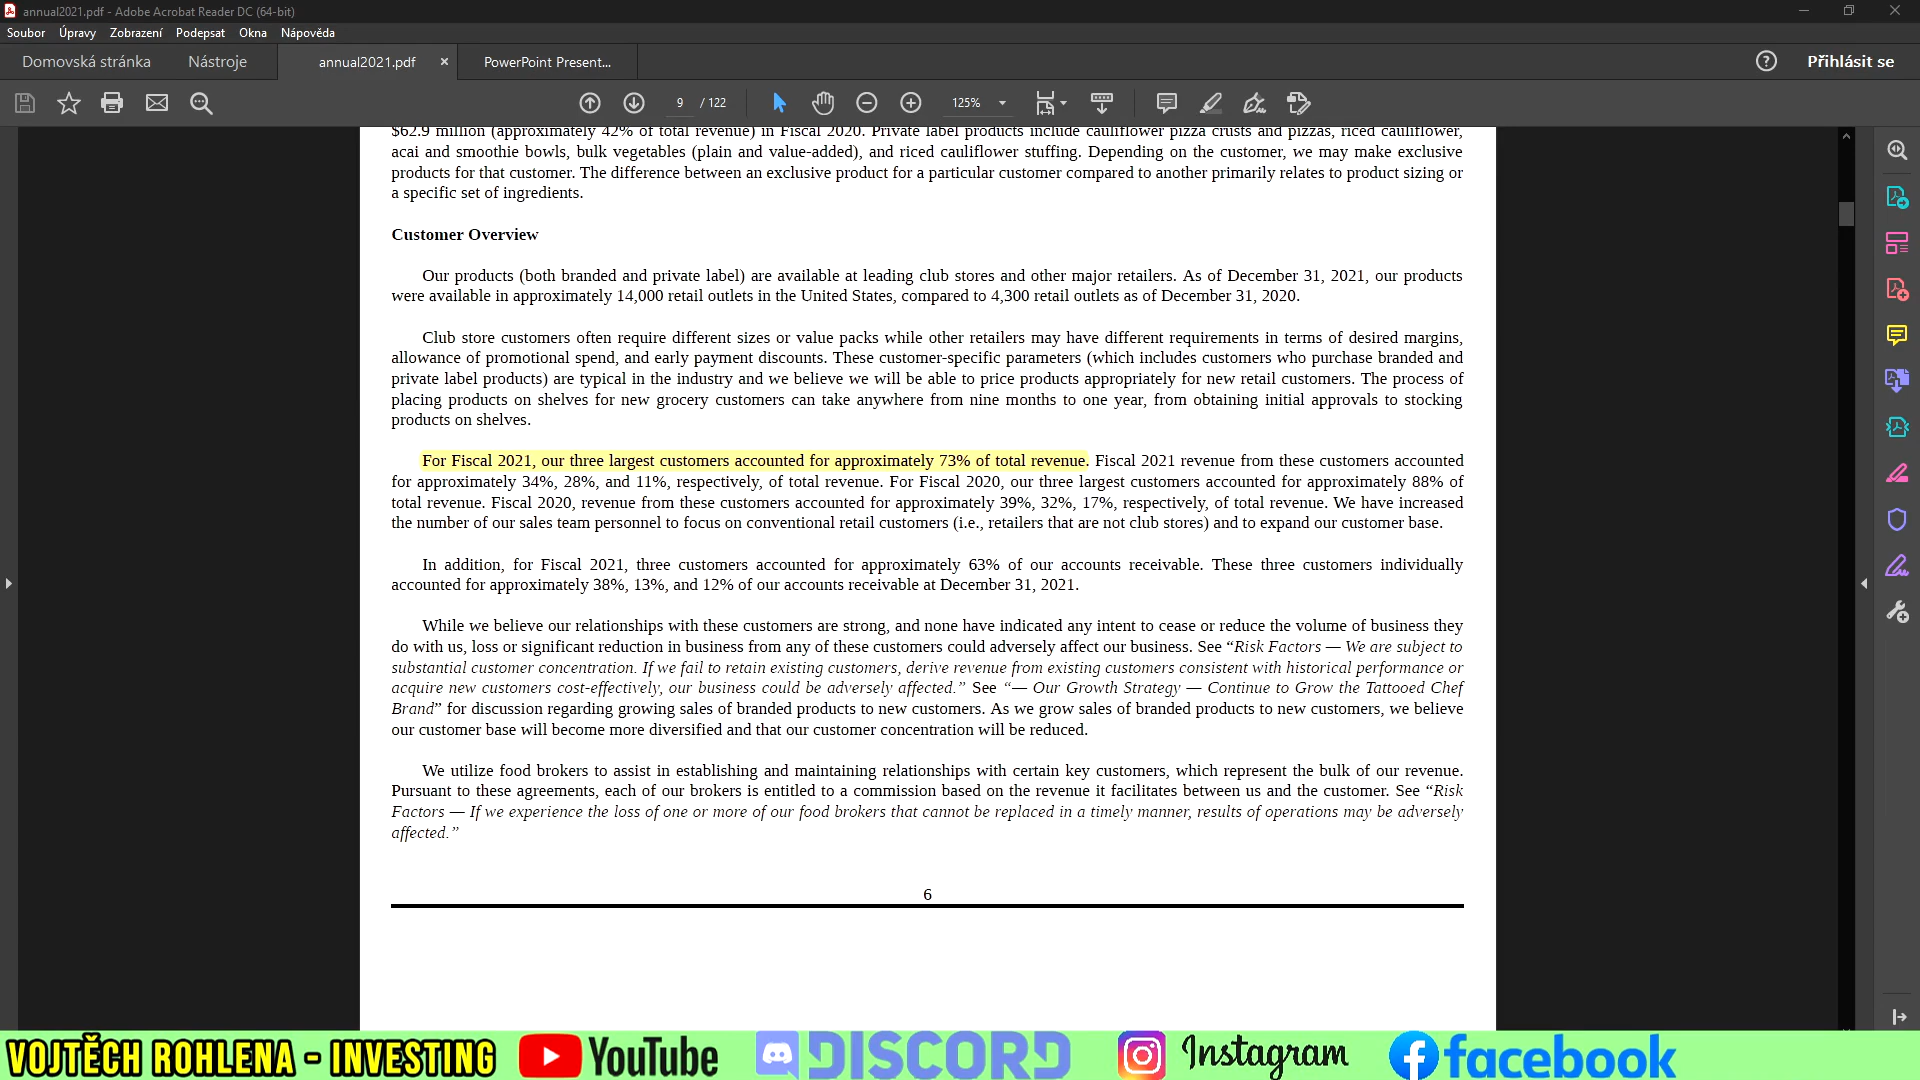 annual2021.pdf - Adobe Acrobat Reader DC (64-bit)
Soubor Úpravy Zobrazení Podepsat Okna Nápověda
Domovská stránka Nástroje annual2021.pdf × PowerPoint Present... ? Přihlásit se
9 / 122 125%
$62.9 million (approximately 42% of total revenue) in Fiscal 2020. Private label products include cauliflower pizza crusts and pizzas, riced cauliflower,
acai and smoothie bowls, bulk vegetables (plain and value-added), and riced cauliflower stuffing. Depending on the customer, we may make exclusive
products for that customer. The difference between an exclusive product for a particular customer compared to another primarily relates to product sizing or
a specific set of ingredients.
Customer Overview
Our products (both branded and private label) are available at leading club stores and other major retailers. As of December 31, 2021, our products
were available in approximately 14,000 retail outlets in the United States, compared to 4,300 retail outlets as of December 31, 2020.
Club store customers often require different sizes or value packs while other retailers may have different requirements in terms of desired margins,
allowance of promotional spend, and early payment discounts. These customer-specific parameters (which includes customers who purchase branded and
private label products) are typical in the industry and we believe we will be able to price products appropriately for new retail customers. The process of
placing products on shelves for new grocery customers can take anywhere from nine months to one year, from obtaining initial approvals to stocking
products on shelves.
For Fiscal 2021, our three largest customers accounted for approximately 73% of total revenue. Fiscal 2021 revenue from these customers accounted
for approximately 34%, 28%, and 11%, respectively, of total revenue. For Fiscal 2020, our three largest customers accounted for approximately 88% of
total revenue. Fiscal 2020, revenue from these customers accounted for approximately 39%, 32%, 17%, respectively, of total revenue. We have increased
the number of our sales team personnel to focus on conventional retail customers (i.e., retailers that are not club stores) and to expand our customer base.
In addition, for Fiscal 2021, three customers accounted for approximately 63% of our accounts receivable. These three customers individually
accounted for approximately 38%, 13%, and 12% of our accounts receivable at December 31, 2021.
While we believe our relationships with these customers are strong, and none have indicated any intent to cease or reduce the volume of business they
do with us, loss or significant reduction in business from any of these customers could adversely affect our business. See “Risk Factors — We are subject to
substantial customer concentration. If we fail to retain existing customers, derive revenue from existing customers consistent with historical performance or
acquire new customers cost-effectively, our business could be adversely affected.” See “— Our Growth Strategy — Continue to Grow the Tattooed Chef
Brand” for discussion regarding growing sales of branded products to new customers. As we grow sales of branded products to new customers, we believe
our customer base will become more diversified and that our customer concentration will be reduced.
We utilize food brokers to assist in establishing and maintaining relationships with certain key customers, which represent the bulk of our revenue.
Pursuant to these agreements, each of our brokers is entitled to a commission based on the revenue it facilitates between us and the customer. See “Risk
Factors — If we experience the loss of one or more of our food brokers that cannot be replaced in a timely manner, results of operations may be adversely
affected.”
6
VOJTĚCH ROHLENA - INVESTING YouTube DISCORD Instagram facebook